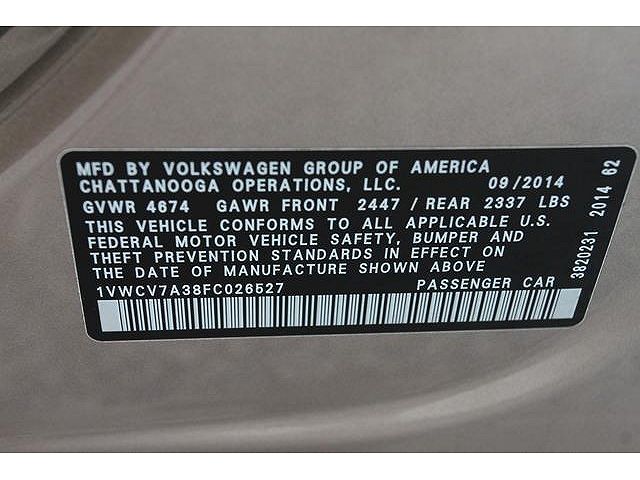 MFD BY VOLKSWAGEN GROUP OF AMERICA
CHATTANOOGA OPERATIONS, LLC. 09/2014
GVWR 4674 GAWR FRONT 2447 / REAR 2337 LBS
THIS VEHICLE CONFORMS TO ALL APPLICABLE U.S.
FEDERAL MOTOR VEHICLE SAFETY, BUMPER AND
THEFT PREVENTION STANDARDS IN EFFECT ON
THE DATE OF MANUFACTURE SHOWN ABOVE
1VWCV7A38FC026527 PASSENGER CAR
3820231 2014 62